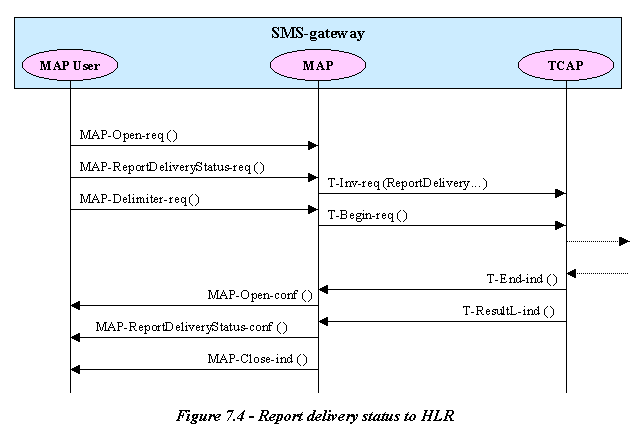 SMS-gateway
MAP User
MAP
TCAP
MAP-Open-req ()
MAP-ReportDeliveryStatus-req ()
T-Inv-req (ReportDelivery...)
MAP-Delimiter-req ()
T-Begin-req ()
T-End-ind ()
MAP-Open-conf ()
T-ResultL-ind ()
MAP-ReportDeliveryStatus-conf ()
MAP-Close-ind ()
Figure 7.4 - Report delivery status to HLR